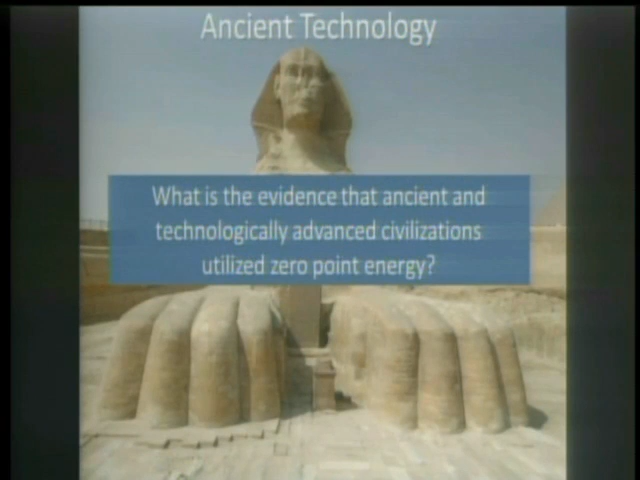 Ancient Technology
What is the evidence that ancient and
technologically advanced civilizations
utilized zero point energy?